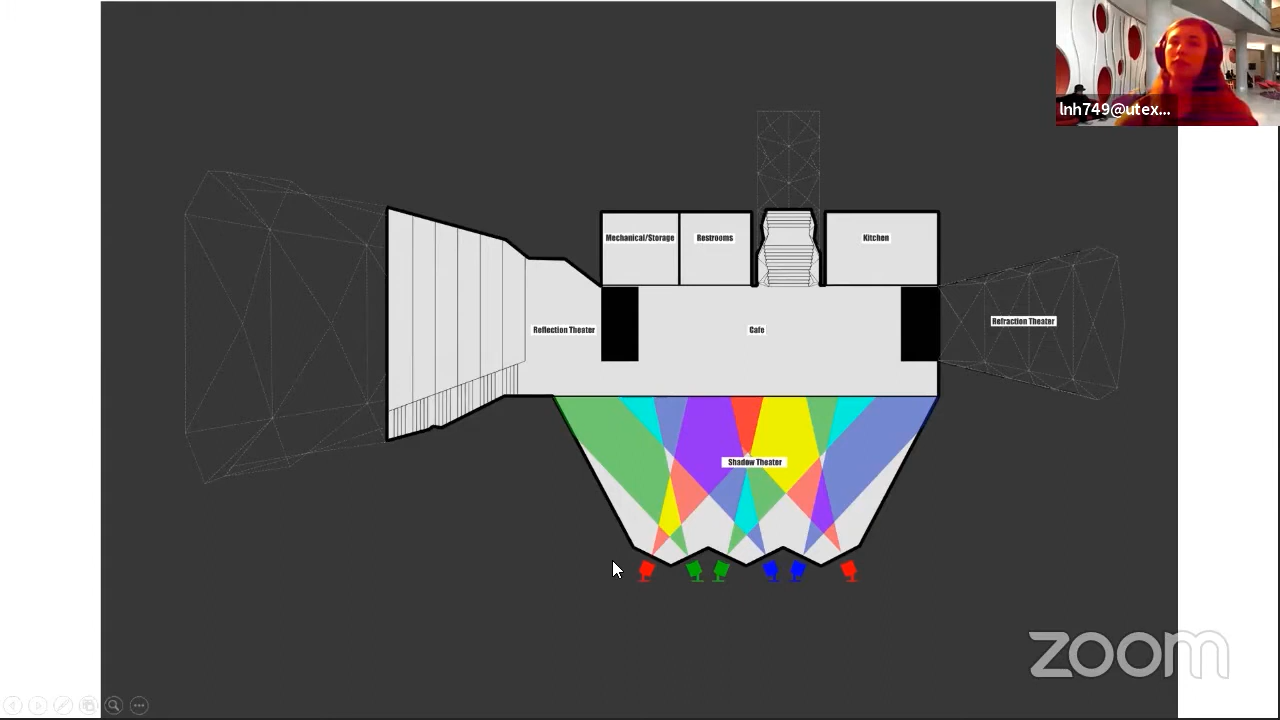 lnh749@utex...
Mechanical/Storage
Restrooms
Kitchen
Reflection Theater
Cafe
Refraction Theater
Shadow Theater
zoom